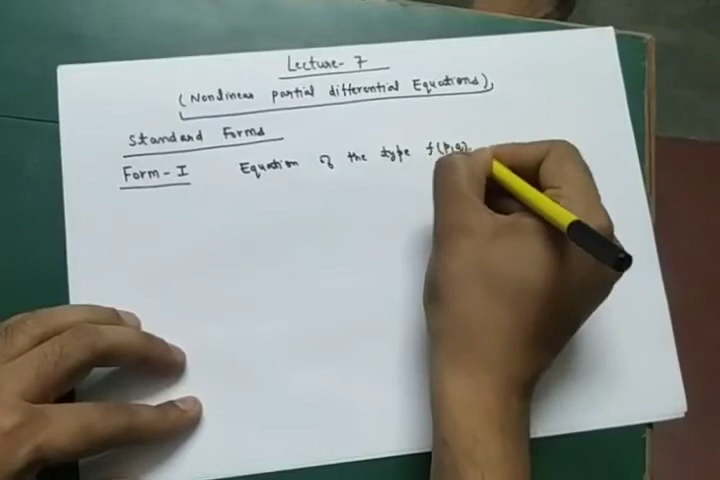 Lecture-7
(Nonlinear partial differential Equations),
Standard Forms
Form-I Equation of the type f(p,q)